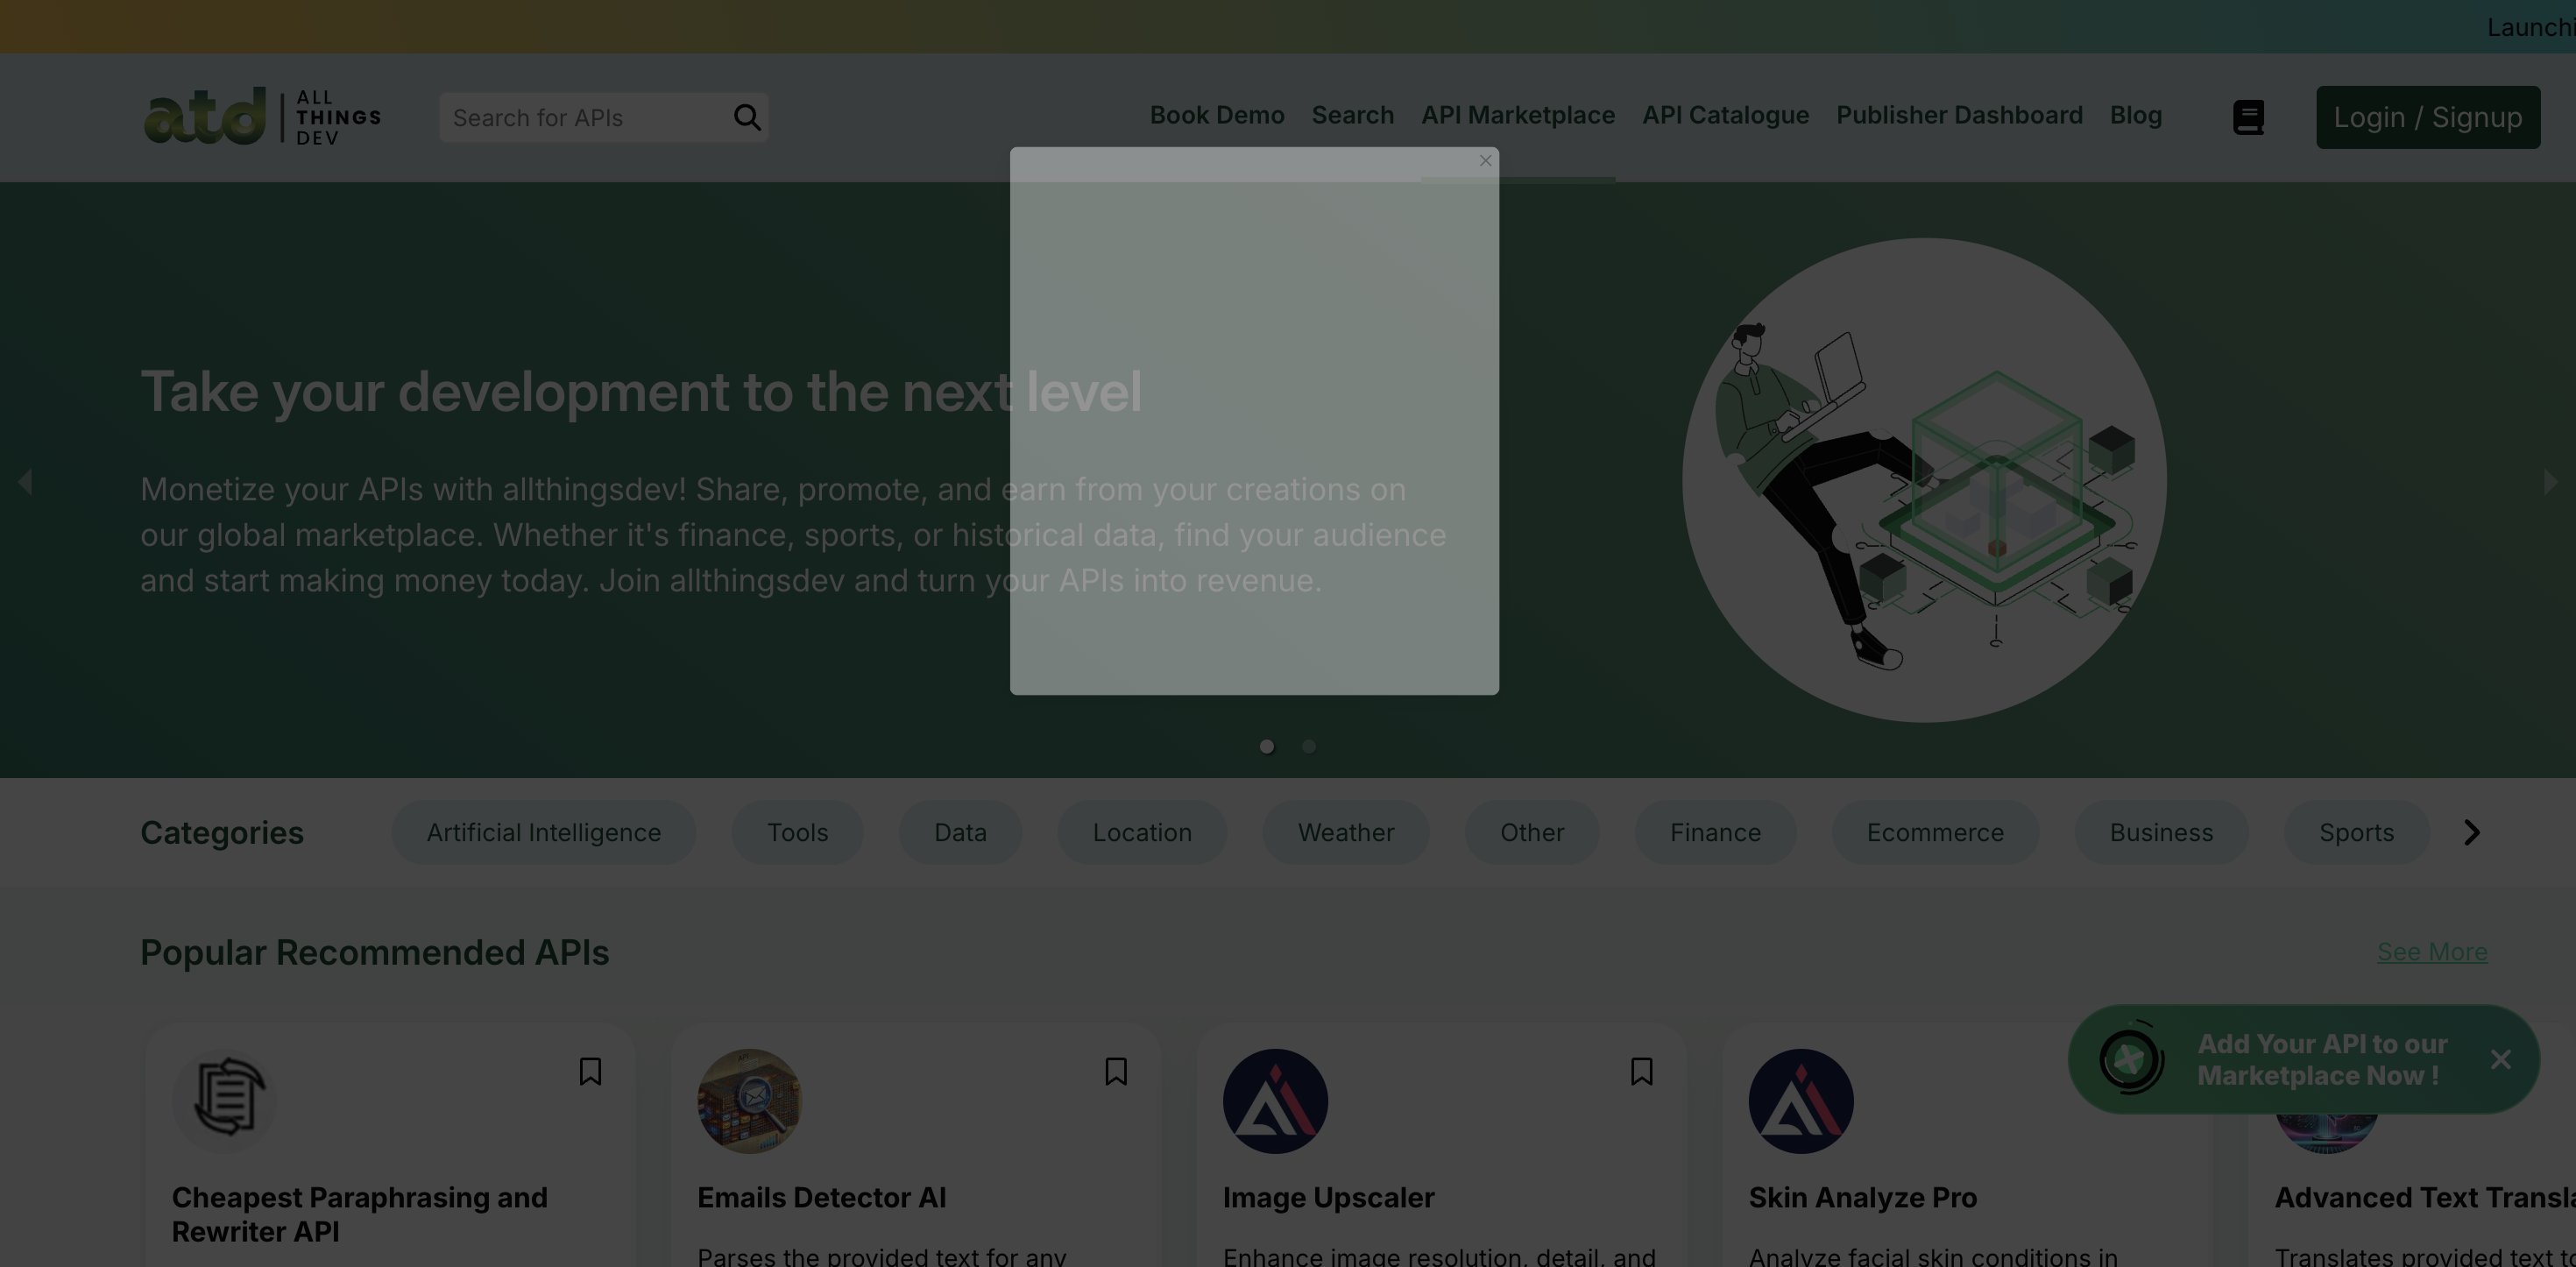 Launchi
atd
ALL
THINGS
DEV
Search for APIs
Book Demo
Search
API Marketplace
API Catalogue
Publisher Dashboard
Blog
Login / Signup
Take your development to the next level
Monetize your APIs with allthingsdev! Share, promote, and earn from your creations on
our global marketplace. Whether it's finance, sports, or historical data, find your audience
and start making money today. Join allthingsdev and turn your APIs into revenue.
Categories
Artificial Intelligence
Tools
Data
Location
Weather
Other
Finance
Ecommerce
Business
Sports
Popular Recommended APIs
See More
Add Your API to our
Marketplace Now !
Cheapest Paraphrasing and
Rewriter API
Emails Detector AI
Parses the provided text for any
Image Upscaler
Enhance image resolution, detail, and
Skin Analyze Pro
Analyze facial skin conditions in
Advanced Text Transla
Translates provided text to